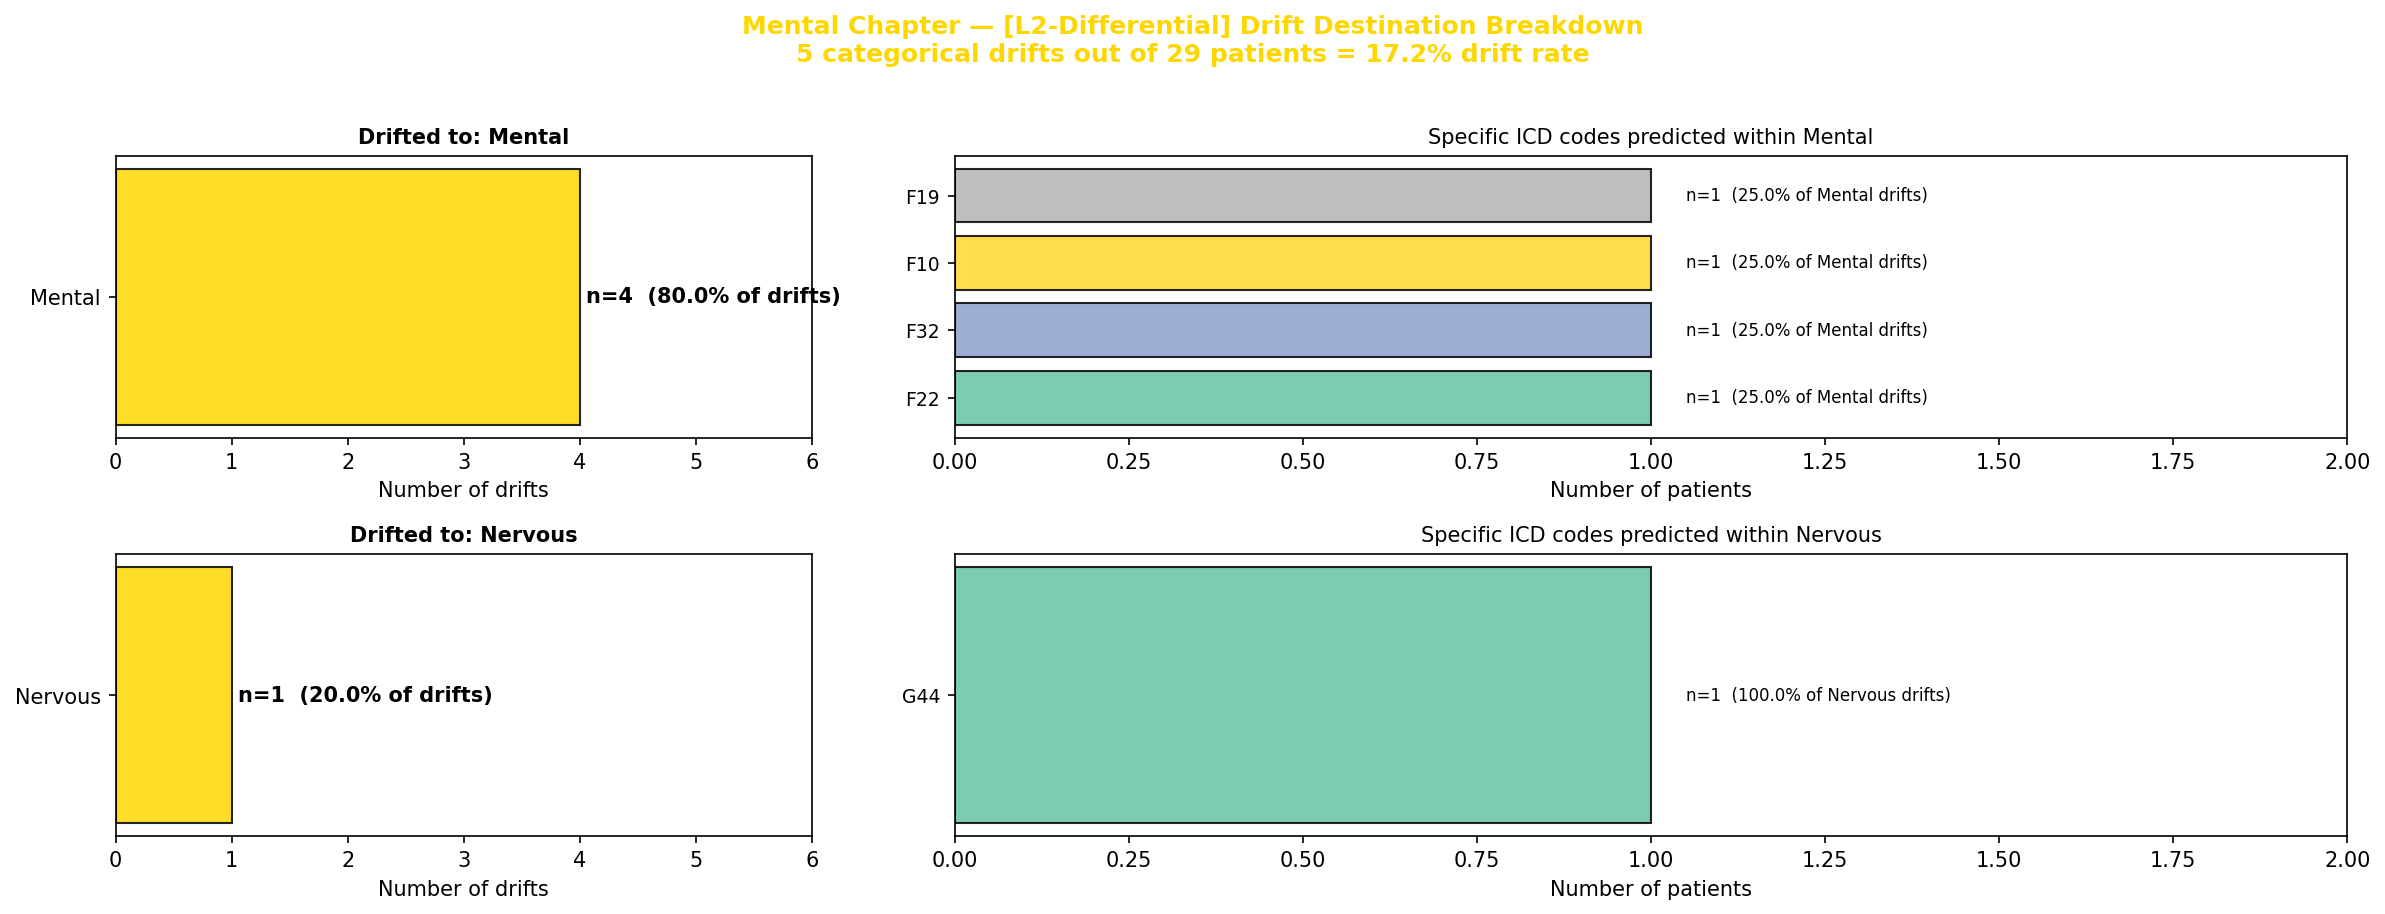 Mental Chapter — [L2-Differential] Drift Destination Breakdown
5 categorical drifts out of 29 patients = 17.2% drift rate
Drifted to: Mental
Mental
n=4  (80.0% of drifts)
0 1 2 3 4 5 6
Number of drifts
Specific ICD codes predicted within Mental
F19 n=1  (25.0% of Mental drifts)
F10 n=1  (25.0% of Mental drifts)
F32 n=1  (25.0% of Mental drifts)
F22 n=1  (25.0% of Mental drifts)
0.00 0.25 0.50 0.75 1.00 1.25 1.50 1.75 2.00
Number of patients
Drifted to: Nervous
Nervous
n=1  (20.0% of drifts)
0 1 2 3 4 5 6
Number of drifts
Specific ICD codes predicted within Nervous
G44 n=1  (100.0% of Nervous drifts)
0.00 0.25 0.50 0.75 1.00 1.25 1.50 1.75 2.00
Number of patients